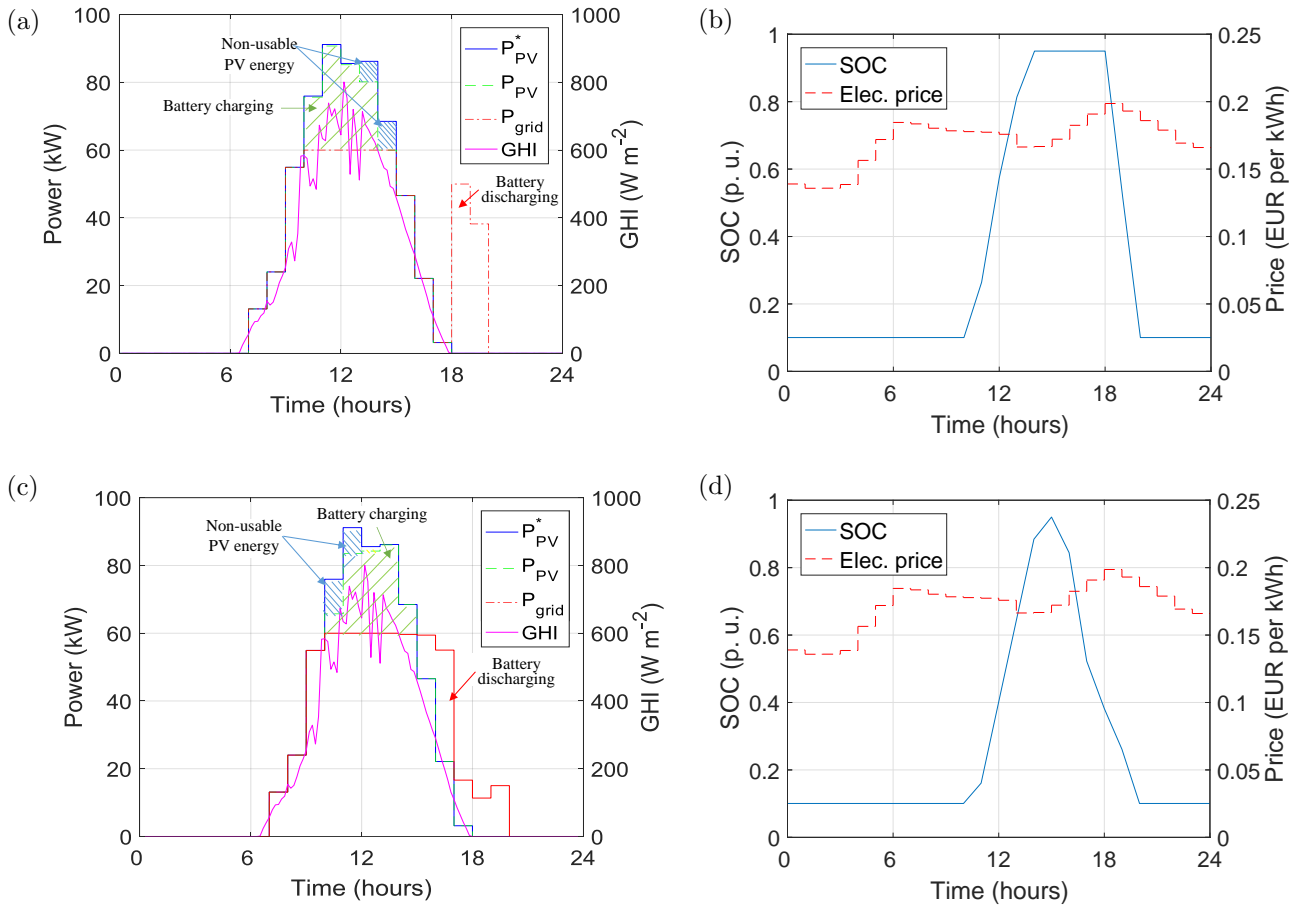 (a)
Power (kW)
100
80
60
40
20
0
0
6
12
18
24
Time (hours)
1000
800
600
400
200
0
GHI (W m-2)
Non-usable
PV energy
Battery charging
Battery
discharging
P*PV
PPV
Pgrid
GHI
(b)
SOC (p. u.)
1
0.8
0.6
0.4
0.2
0
0
6
12
18
24
Time (hours)
0.25
0.2
0.15
0.1
0.05
0
Price (EUR per kWh)
SOC
Elec. price
(c)
Power (kW)
100
80
60
40
20
0
0
6
12
18
24
Time (hours)
1000
800
600
400
200
0
GHI (W m-2)
Battery charging
Non-usable
PV energy
Battery
discharging
P*PV
PPV
Pgrid
GHI
(d)
SOC (p. u.)
1
0.8
0.6
0.4
0.2
0
0
6
12
18
24
Time (hours)
0.25
0.2
0.15
0.1
0.05
0
Price (EUR per kWh)
SOC
Elec. price